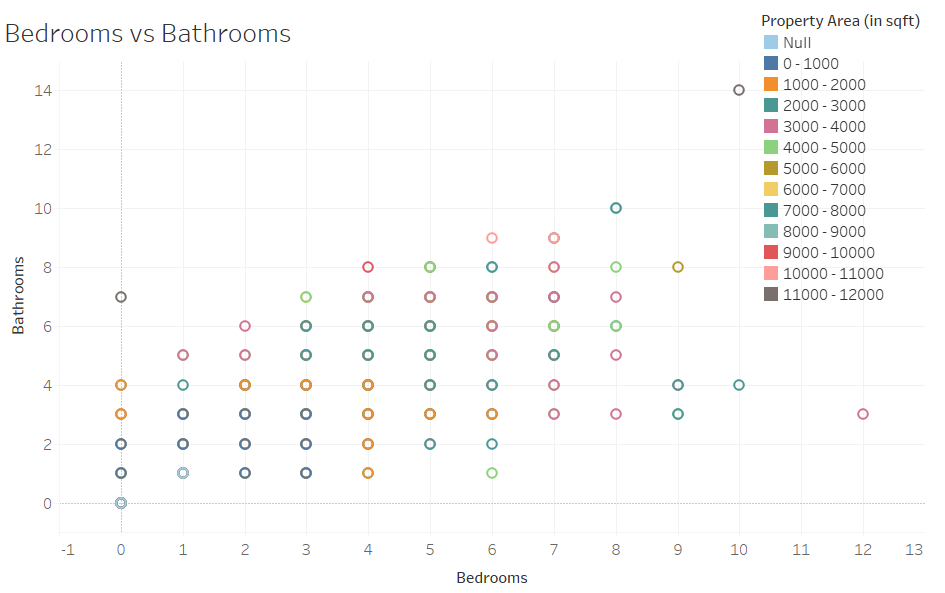 Bedrooms vs Bathrooms
Property Area (in sqft)
Null
0 - 1000
1000 - 2000
2000 - 3000
3000 - 4000
4000 - 5000
5000 - 6000
6000 - 7000
7000 - 8000
8000 - 9000
9000 - 10000
10000 - 11000
11000 - 12000
Bathrooms
14
12
10
8
6
4
2
0
-1 0 1 2 3 4 5 6 7 8 9 10 11 12 13
Bedrooms